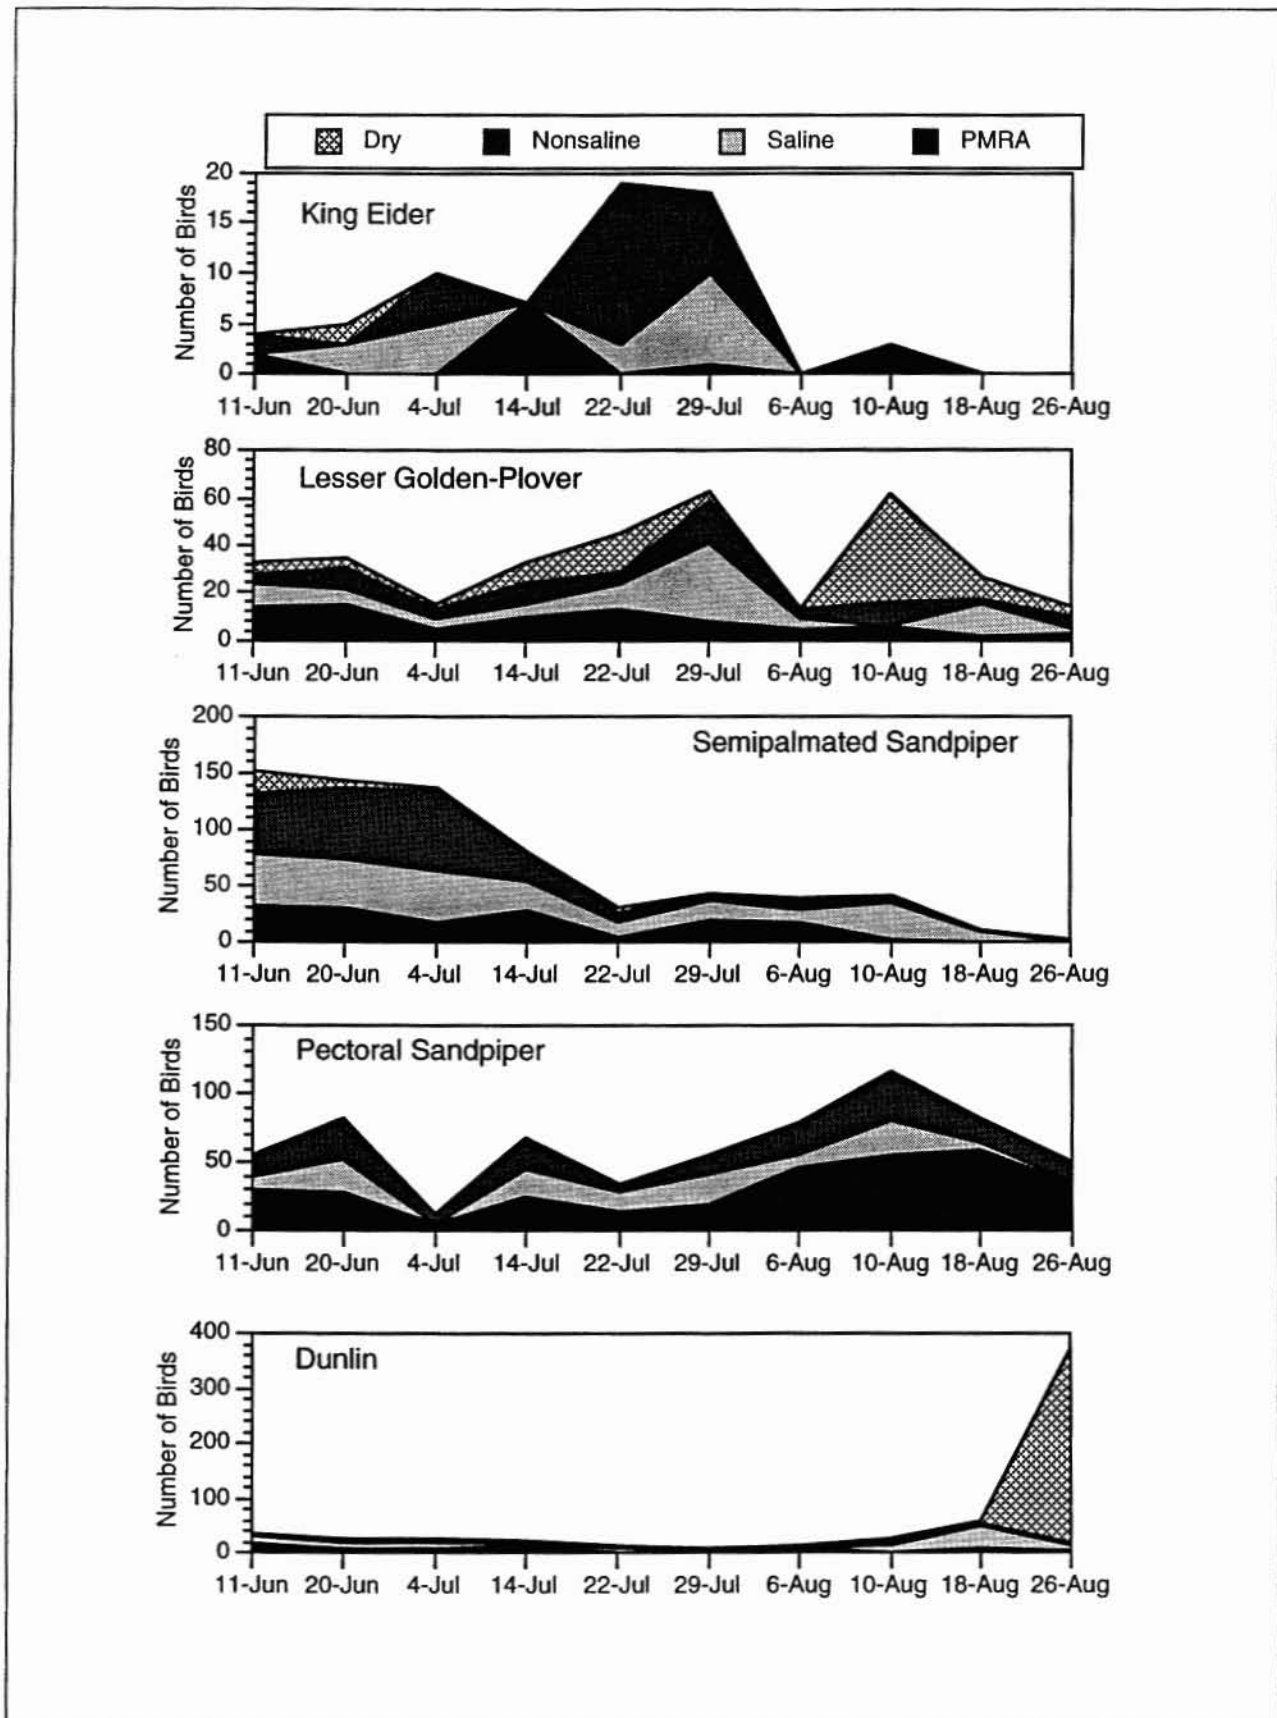 Dry Nonsaline Saline PMRA
King Eider
Number of Birds
20
15
10
5
0
11-Jun 20-Jun 4-Jul 14-Jul 22-Jul 29-Jul 6-Aug 10-Aug 18-Aug 26-Aug
Lesser Golden-Plover
Number of Birds
80
60
40
20
0
11-Jun 20-Jun 4-Jul 14-Jul 22-Jul 29-Jul 6-Aug 10-Aug 18-Aug 26-Aug
Semipalmated Sandpiper
Number of Birds
200
150
100
50
0
11-Jun 20-Jun 4-Jul 14-Jul 22-Jul 29-Jul 6-Aug 10-Aug 18-Aug 26-Aug
Pectoral Sandpiper
Number of Birds
150
100
50
0
11-Jun 20-Jun 4-Jul 14-Jul 22-Jul 29-Jul 6-Aug 10-Aug 18-Aug 26-Aug
Dunlin
Number of Birds
400
300
200
100
0
11-Jun 20-Jun 4-Jul 14-Jul 22-Jul 29-Jul 6-Aug 10-Aug 18-Aug 26-Aug